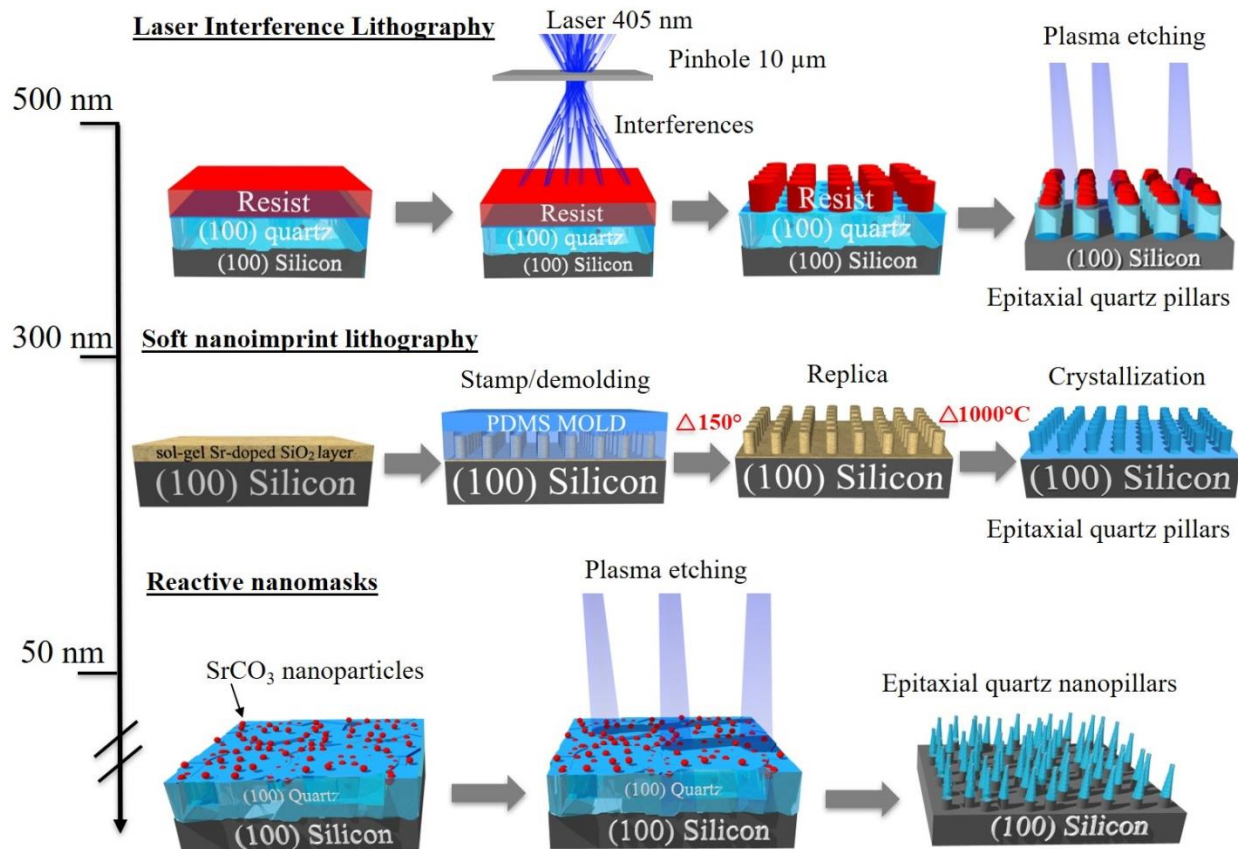 Laser Interference Lithography
Laser 405 nm
Pinhole 10 µm
Interferences
Plasma etching
500 nm
Resist
(100) quartz
(100) Silicon
Resist
(100) quartz
(100) Silicon
Resist
(100) quartz
(100) Silicon
(100) Silicon
Epitaxial quartz pillars
300 nm
Soft nanoimprint lithography
Stamp/demolding
Replica
Crystallization
sol-gel Sr-doped SiO₂ layer
(100) Silicon
PDMS MOLD
(100) Silicon
△150°
(100) Silicon
△1000°C
(100) Silicon
Epitaxial quartz pillars
Reactive nanomasks
Plasma etching
50 nm
SrCO₃ nanoparticles
Epitaxial quartz nanopillars
(100) Quartz
(100) Silicon
(100) Quartz
(100) Silicon
(100) Silicon